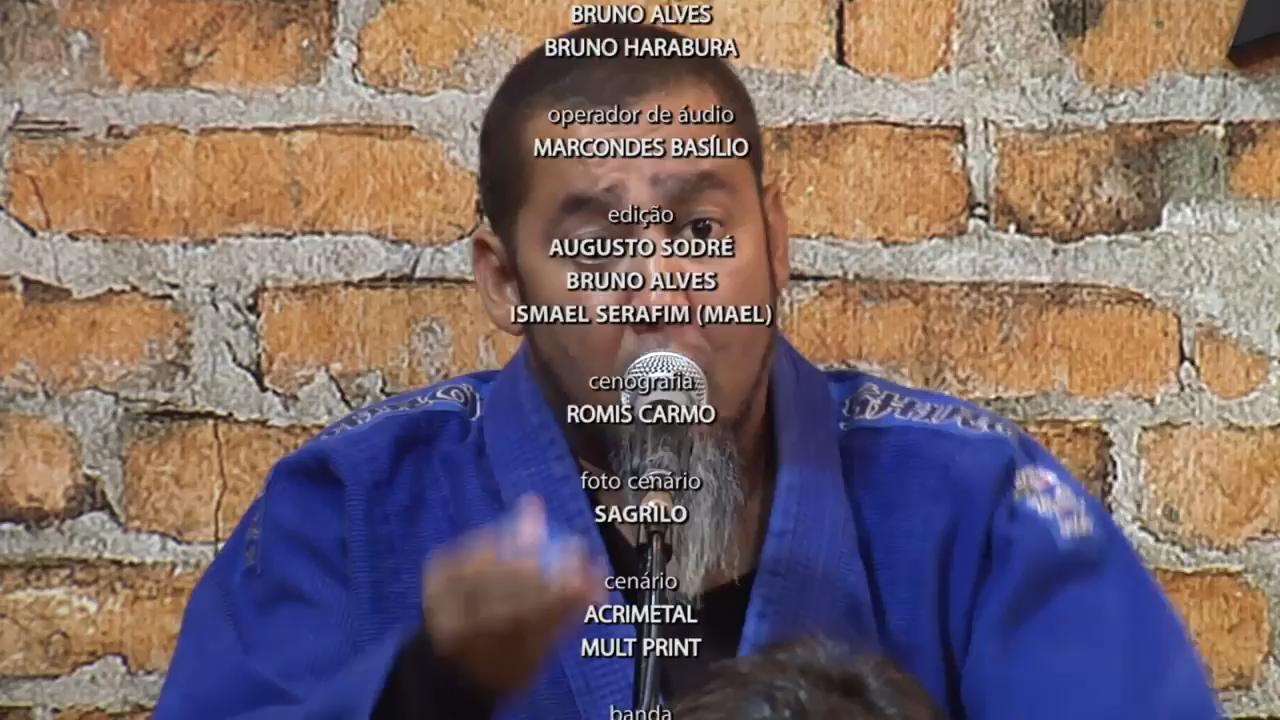 BRUNO ALVES
BRUNO HARABURA
operador de áudio
MARCONDES BASÍLIO
edição
AUGUSTO SODRÉ
BRUNO ALVES
ISMAEL SERAFIM (MAEL)
cenografia
ROMIS CARMO
foto cenário
SAGRILO
cenário
ACRIMETAL
MULT PRINT
banda